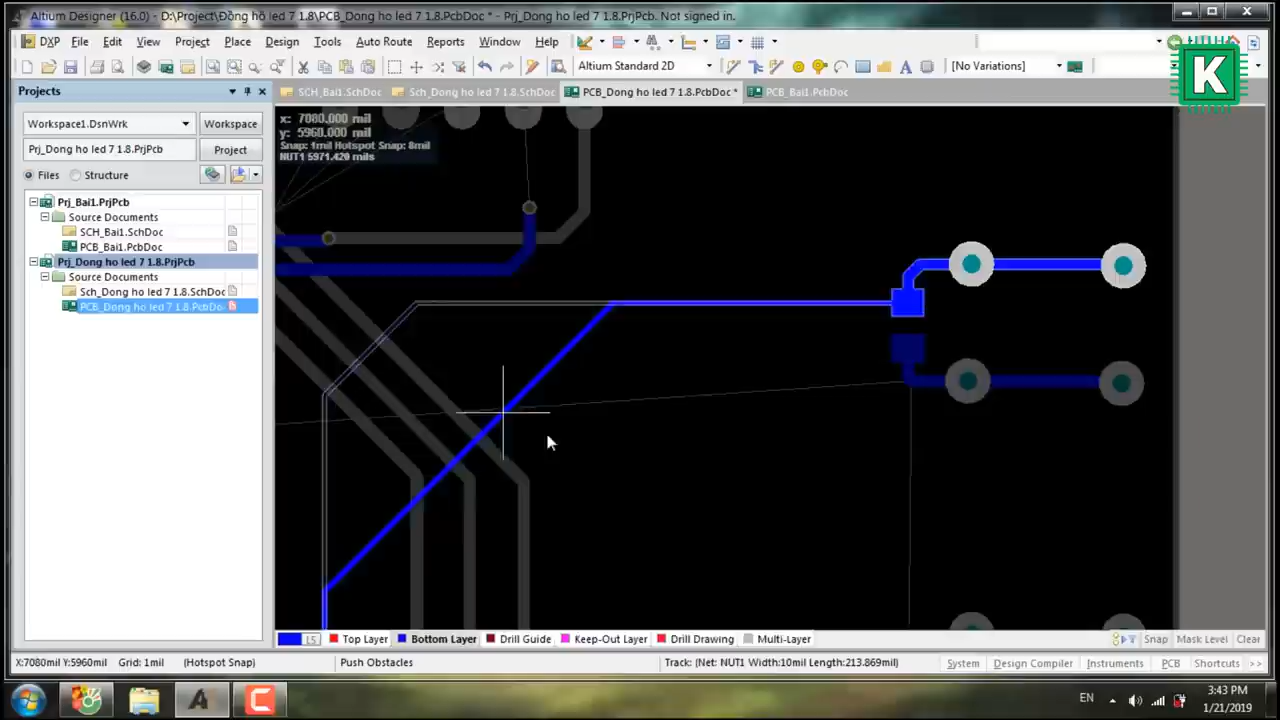 Altium Designer (16.0) - D:\Project\Đồng hồ led 7 1.8\PCB_Dong ho led 7 1.8.PcbDoc * - Prj_Dong ho led 7 1.8.PrjPcb. Not signed in.
DXP File Edit View Project Place Design Tools Auto Route Reports Window Help
Altium Standard 2D [No Variations]
K
Projects
SCH_Bai1.SchDoc Sch_Dong ho led 7 1.8.SchDoc PCB_Dong ho led 7 1.8.PcbDoc * PCB_Bai1.PcbDoc
Workspace1.DsnWrk Workspace
Prj_Dong ho led 7 1.8.PrjPcb Project
Files Structure
Prj_Bai1.PrjPcb
Source Documents
SCH_Bai1.SchDoc
PCB_Bai1.PcbDoc
Prj_Dong ho led 7 1.8.PrjPcb
Source Documents
Sch_Dong ho led 7 1.8.SchDoc
PCB_Dong ho led 7 1.8.PcbDo
x: 7080.000 mil
y: 5960.000 mil
Snap: 1mil Hotspot Snap: 8mil
NUT1 5971.420 mils
LS Top Layer Bottom Layer Drill Guide Keep-Out Layer Drill Drawing Multi-Layer Snap Mask Level Clear
X:7080mil Y:5960mil Grid: 1mil (Hotspot Snap) Push Obstacles Track: (Net: NUT1 Width:10mil Length:213.869mil) System Design Compiler Instruments PCB Shortcuts >>
EN
3:43 PM
1/21/2019